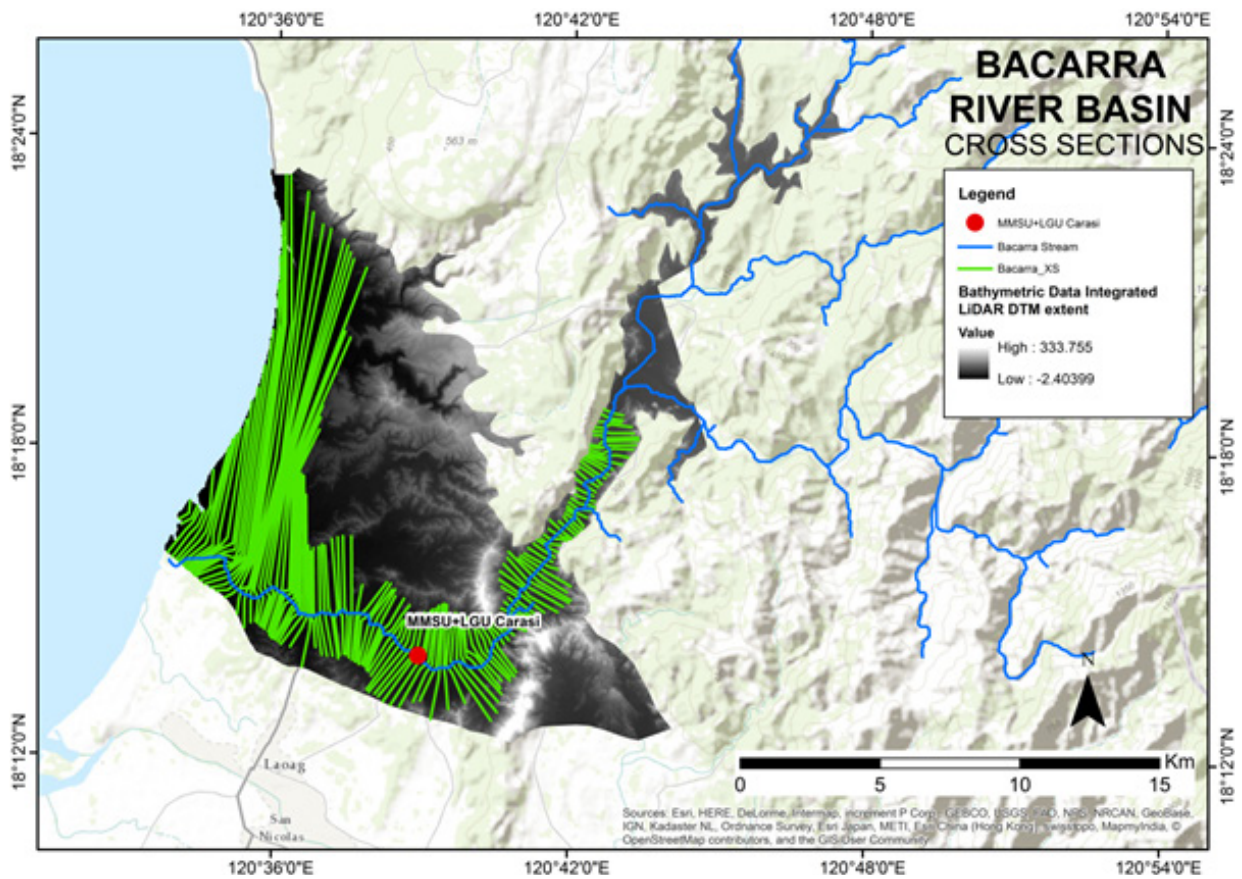 120°36'0"E 120°42'0"E 120°48'0"E 120°54'0"E
BACARRA
RIVER BASIN
CROSS SECTIONS
18°24'0"N
18°24'0"N
563 m
Legend
MMSU+LGU Carasi
Bacarra Stream
Bacarra_XS
Bathymetric Data Integrated
LiDAR DTM extent
Value
High : 333.755
Low : -2.40399
18°18'0"N
18°18'0"N
MMSU+LGU Carasi
N
18°12'0"N
18°12'0"N
Laoag
San
Nicolas
Km
0 5 10 15
Sources: Esri, HERE, DeLorme, Intermap, increment P Corp., GEBCO, USGS, FAO, NPS, NRCAN, GeoBase,
IGN, Kadaster NL, Ordnance Survey, Esri Japan, METI, Esri China (Hong Kong), swisstopo, MapmyIndia, ©
OpenStreetMap contributors, and the GIS User Community
120°36'0"E 120°42'0"E 120°48'0"E 120°54'0"E